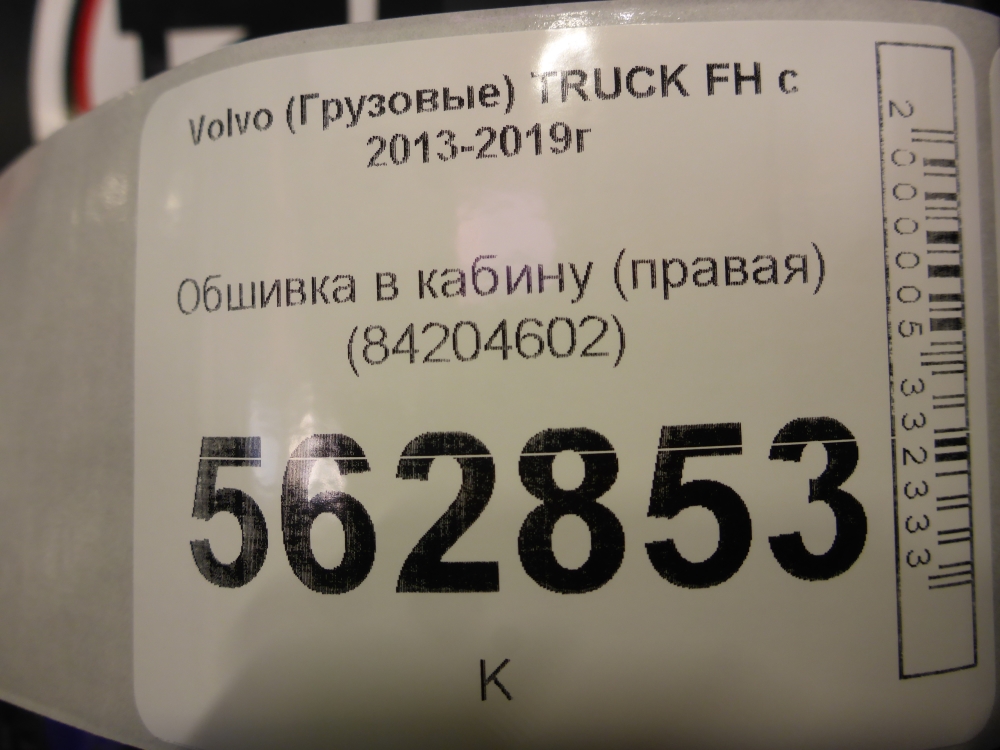 Volvo (Грузовые) TRUCK FH с
2013-2019г
Обшивка в кабину (правая)
(84204602)
562853
К
2000005332333